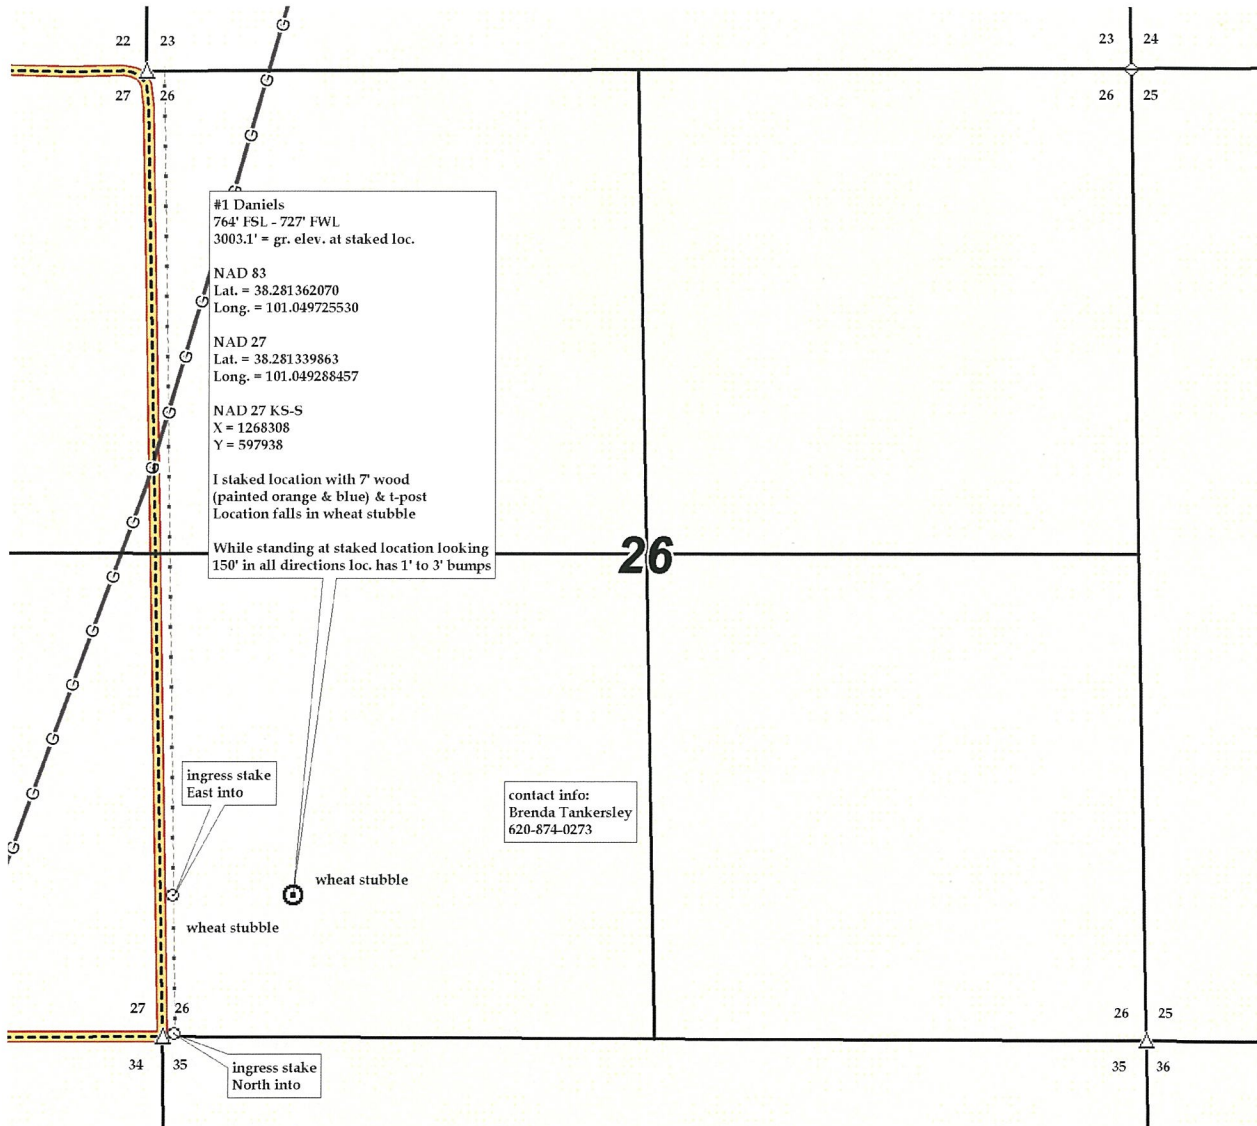 22 23
23 24
27 26
26 25
G
G
G
G
#1 Daniels
764' FSL - 727' FWL
3003.1' = gr. elev. at staked loc.
NAD 83
Lat. = 38.281362070
Long. = 101.049725530
NAD 27
Lat. = 38.281339863
Long. = 101.049288457
NAD 27 KS-S
X = 1268308
Y = 597938
I staked location with 7' wood
(painted orange & blue) & t-post
Location falls in wheat stubble
While standing at staked location looking
150' in all directions loc. has 1' to 3' bumps
G
G
G
G
G
26
G
G
G
G
G
G
ingress stake
East into
contact info:
Brenda Tankersley
620-874-0273
wheat stubble
wheat stubble
27 26
26 25
34 35
35 36
ingress stake
North into